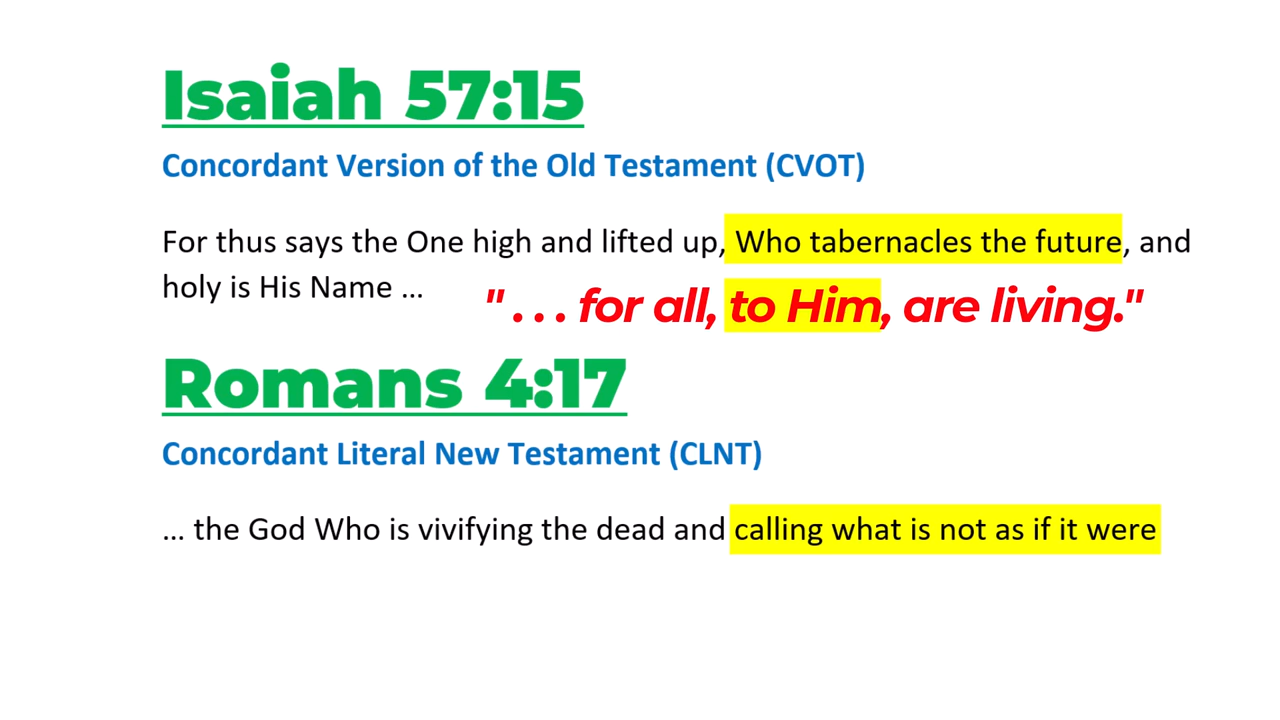 Isaiah 57:15
Concordant Version of the Old Testament (CVOT)
For thus says the One high and lifted up, Who tabernacles the future, and
holy is His Name ...
" . . . for all, to Him, are living."
Romans 4:17
Concordant Literal New Testament (CLNT)
... the God Who is vivifying the dead and calling what is not as if it were